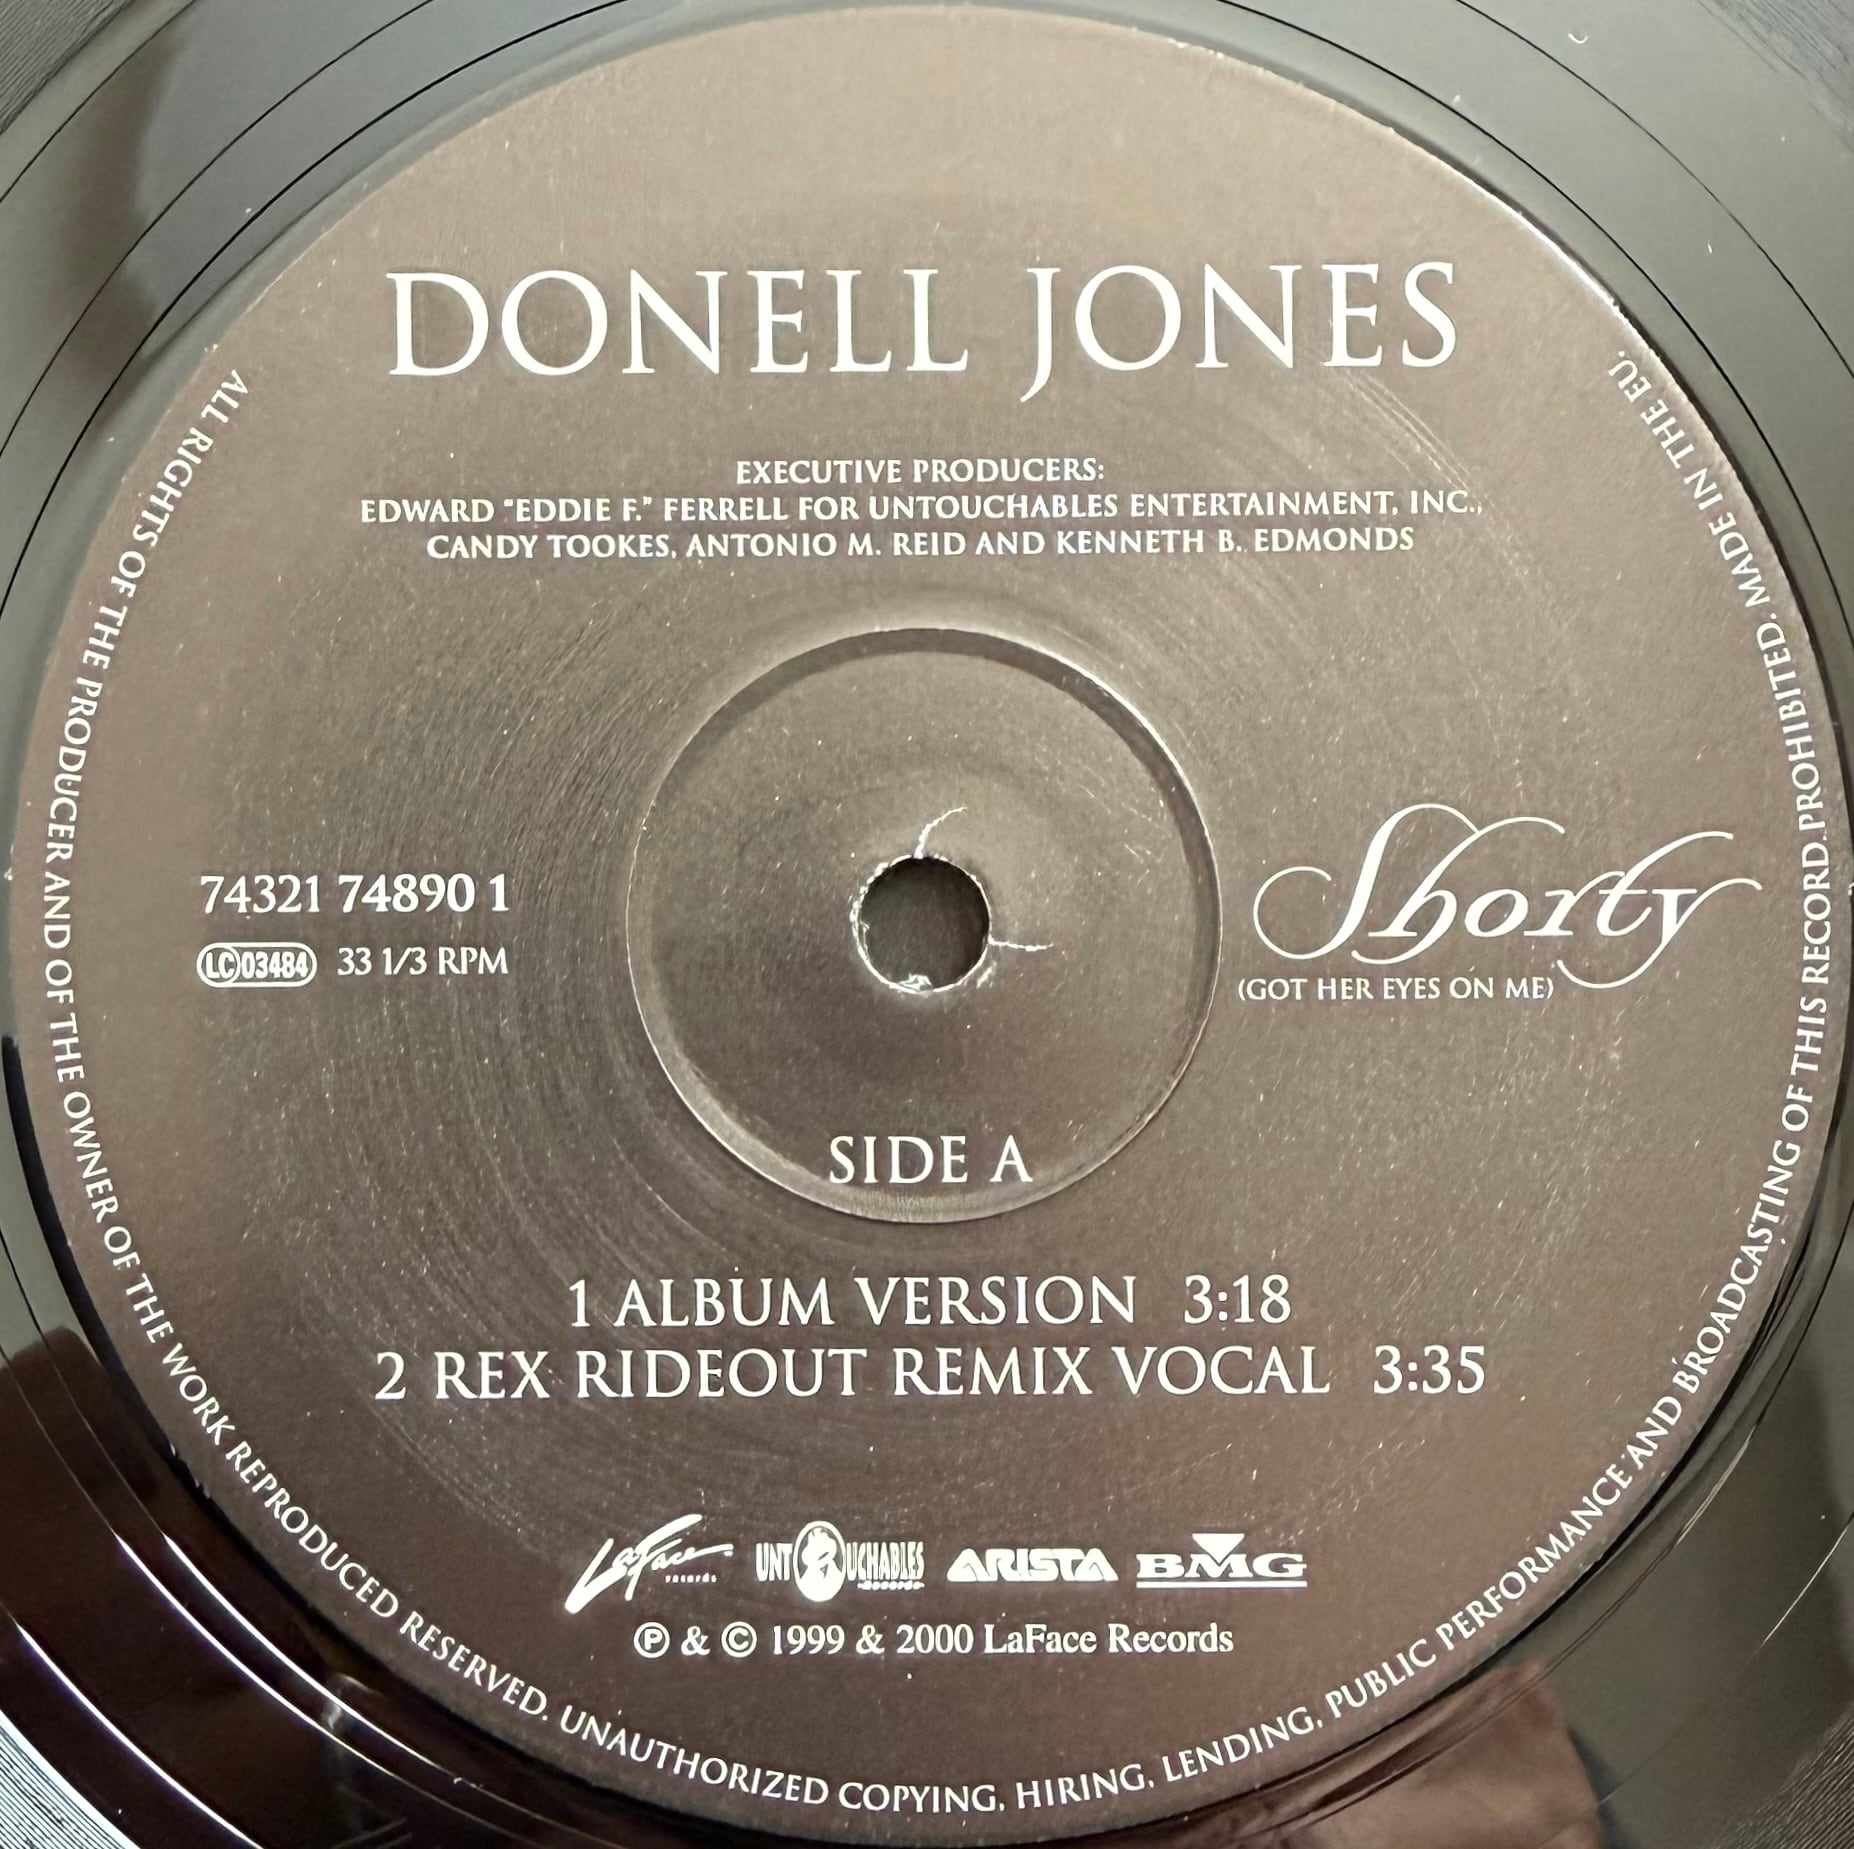 DONELL JONES
EXECUTIVE PRODUCERS:
EDWARD "EDDIE F." FERRELL FOR UNTOUCHABLES ENTERTAINMENT, INC.,
CANDY TOOKES, ANTONIO M. REID AND KENNETH B. EDMONDS
74321 74890 1
LC 03484 33 1/3 RPM
Shorty
(GOT HER EYES ON ME)
SIDE A
1 ALBUM VERSION 3:18
2 REX RIDEOUT REMIX VOCAL 3:35
LaFace records UNTOUCHABLES Records ARISTA BMG
Ⓟ & © 1999 & 2000 LaFace Records
ALL RIGHTS OF THE PRODUCER AND OF THE OWNER OF THE WORK REPRODUCED RESERVED. UNAUTHORIZED COPYING, HIRING, LENDING, PUBLIC PERFORMANCE AND BROADCASTING OF THIS RECORD PROHIBITED. MADE IN THE EU.